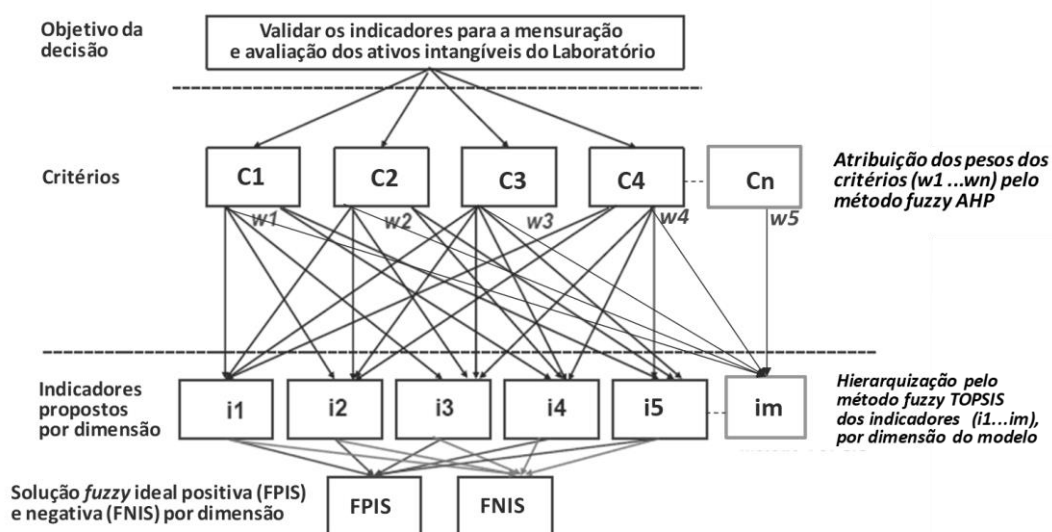 Objetivo da
decisão
Validar os indicadores para a mensuração
e avaliação dos ativos intangíveis do Laboratório
Critérios
C1
C2
C3
C4
Cn
w1
w2
w3
w4
w5
Atribuição dos pesos dos
critérios (w1 ...wn) pelo
método fuzzy AHP
Indicadores
propostos
por dimensão
i1
i2
i3
i4
i5
im
Hierarquização pelo
método fuzzy TOPSIS
dos indicadores (i1...im),
por dimensão do modelo
Solução fuzzy ideal positiva (FPIS)
e negativa (FNIS) por dimensão
FPIS
FNIS